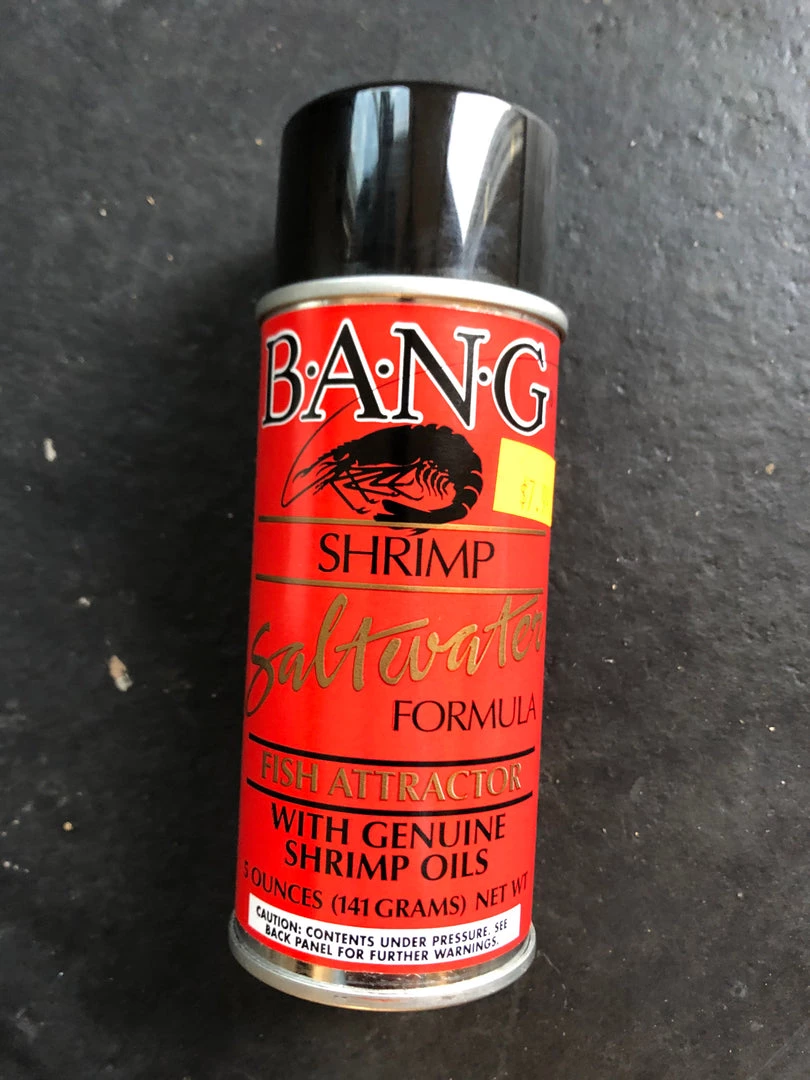 B·A·N·G
SHRIMP
Saltwater
FORMULA
FISH ATTRACTOR
WITH GENUINE
SHRIMP OILS
5 OUNCES (141 GRAMS) NET WT
CAUTION: CONTENTS UNDER PRESSURE. SEE
BACK PANEL FOR FURTHER WARNINGS.